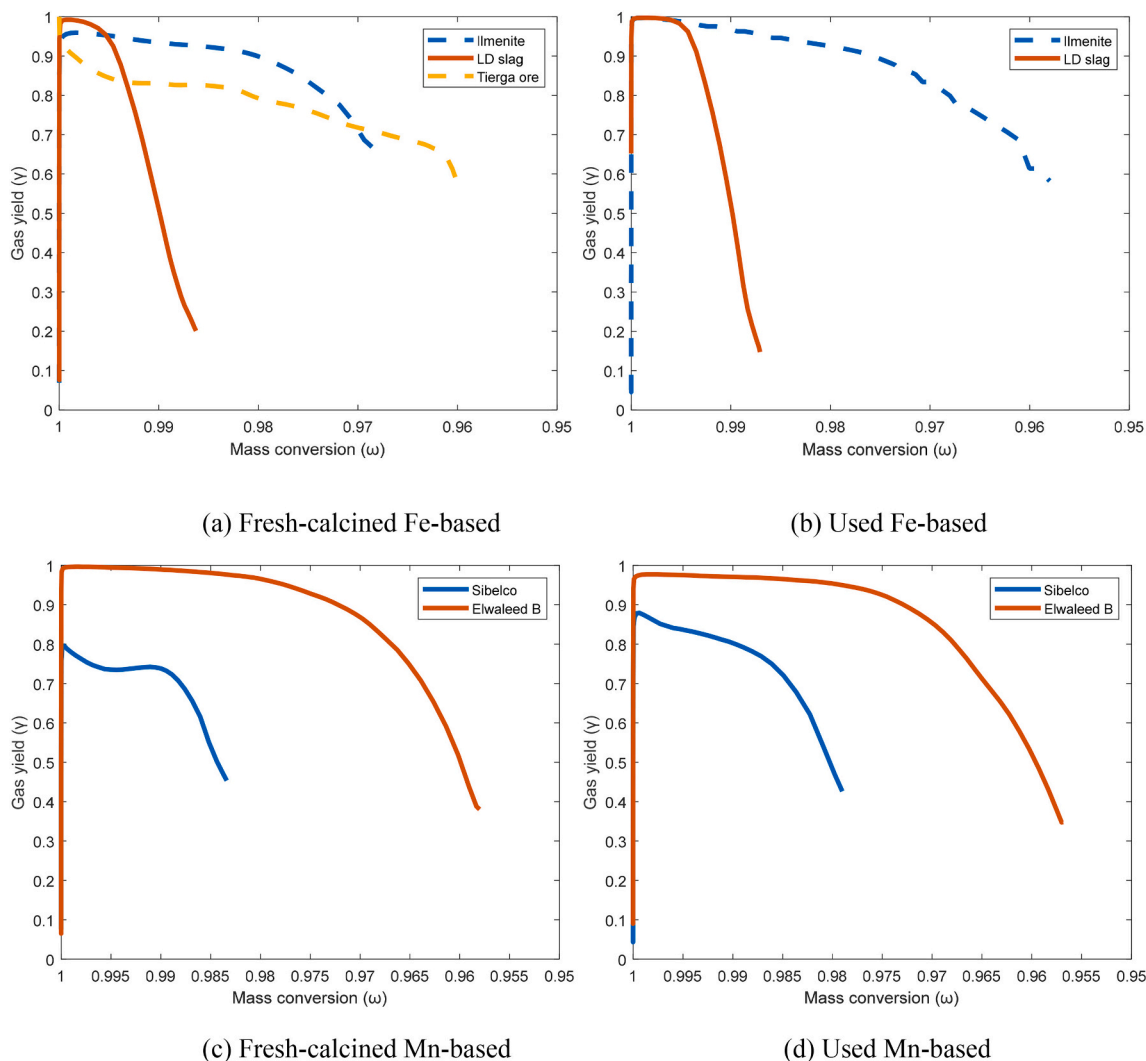 1
0.9
0.8
0.7
0.6
0.5
0.4
0.3
0.2
0.1
0
Gas yield (γ)
Ilmenite
LD slag
Tierga ore
1 0.99 0.98 0.97 0.96 0.95
Mass conversion (ω)
(a) Fresh-calcined Fe-based
1
0.9
0.8
0.7
0.6
0.5
0.4
0.3
0.2
0.1
0
Gas yield (γ)
Ilmenite
LD slag
1 0.99 0.98 0.97 0.96 0.95
Mass conversion (ω)
(b) Used Fe-based
1
0.9
0.8
0.7
0.6
0.5
0.4
0.3
0.2
0.1
0
Gas yield (γ)
Sibelco
Elwaleed B
1 0.995 0.99 0.985 0.98 0.975 0.97 0.965 0.96 0.955 0.95
Mass conversion (ω)
(c) Fresh-calcined Mn-based
1
0.9
0.8
0.7
0.6
0.5
0.4
0.3
0.2
0.1
0
Gas yield (γ)
Sibelco
Elwaleed B
1 0.995 0.99 0.985 0.98 0.975 0.97 0.965 0.96 0.955 0.95
Mass conversion (ω)
(d) Used Mn-based